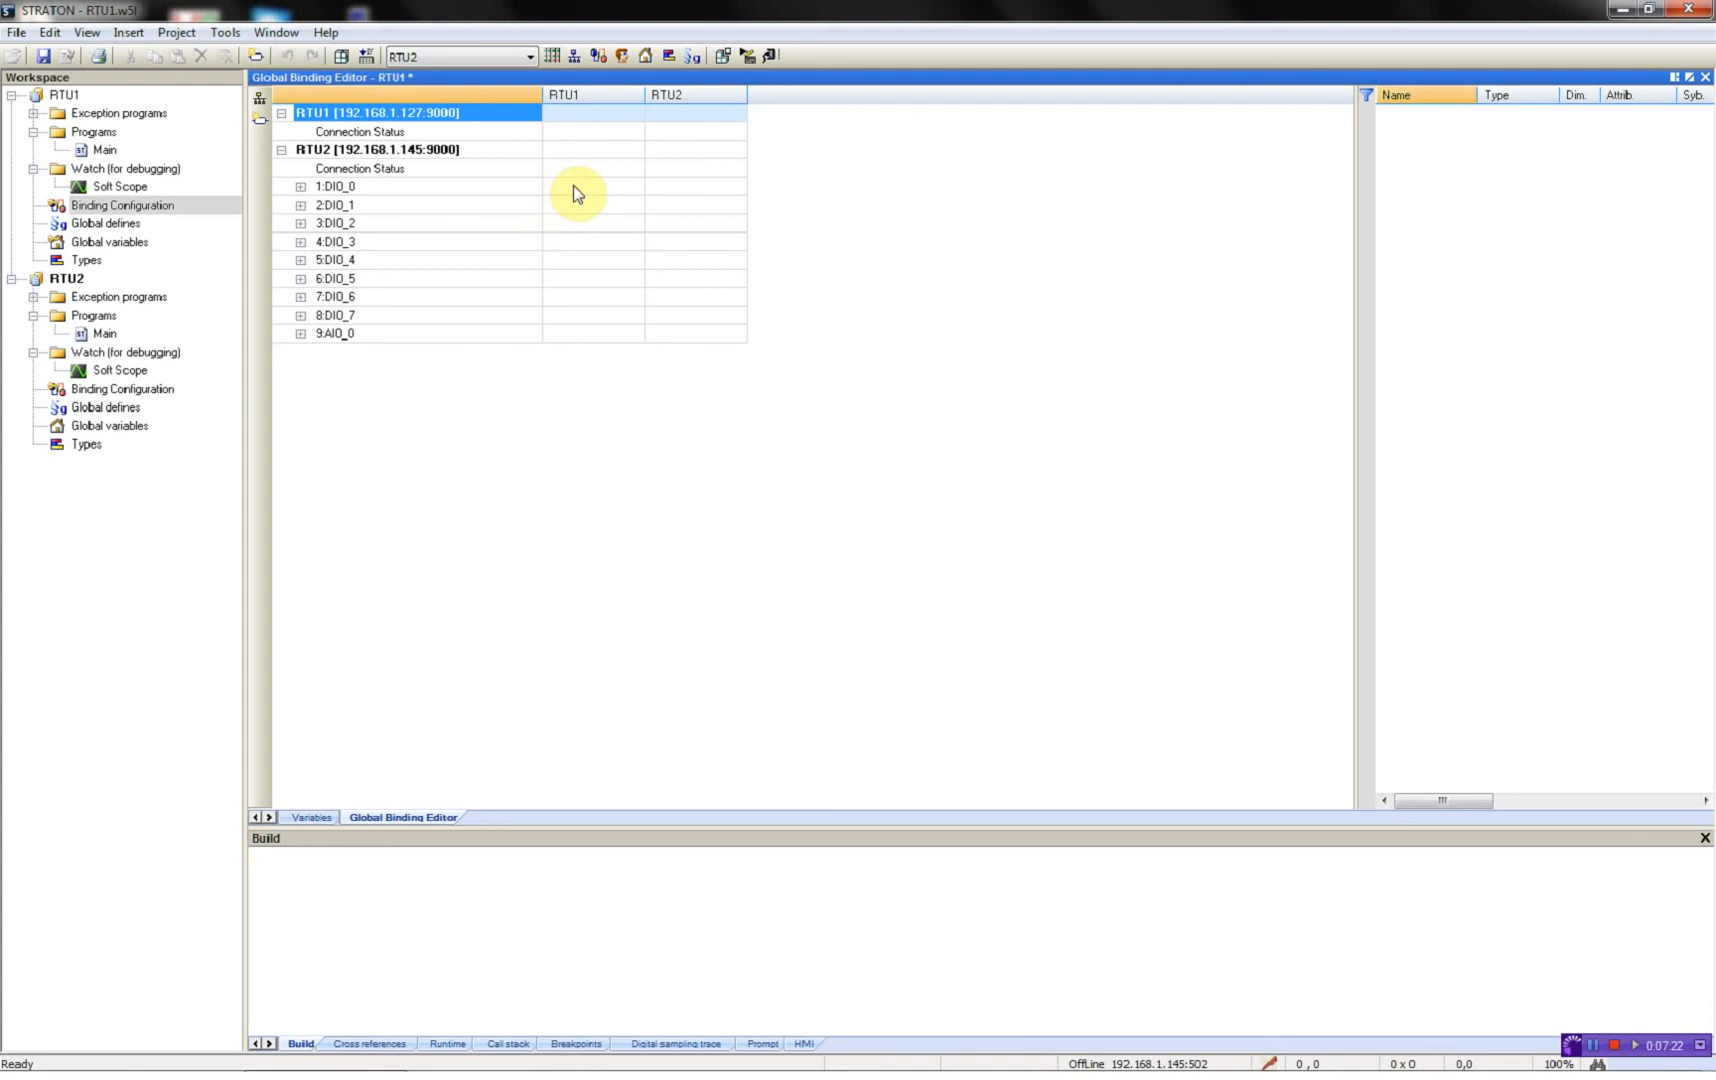 STRATON - RTU1.w5l
File Edit View Insert Project Tools Window Help
RTU2
Workspace
RTU1
Exception programs
Programs
Main
Watch (for debugging)
Soft Scope
Binding Configuration
Global defines
Global variables
Types
RTU2
Exception programs
Programs
Main
Watch (for debugging)
Soft Scope
Binding Configuration
Global defines
Global variables
Types
Global Binding Editor - RTU1 *
RTU1 RTU2
RTU1 [192.168.1.127:9000]
Connection Status
RTU2 [192.168.1.145:9000]
Connection Status
1:DIO_0
2:DIO_1
3:DIO_2
4:DIO_3
5:DIO_4
6:DIO_5
7:DIO_6
8:DIO_7
9:AIO_0
Name Type Dim. Attrib. Syb.
Variables Global Binding Editor
Build
Build Cross references Runtime Call stack Breakpoints Digital sampling trace Prompt HMI
0:07:22
Ready OffLine 192.168.1.145:502 0 , 0 0 x 0 0,0 100%